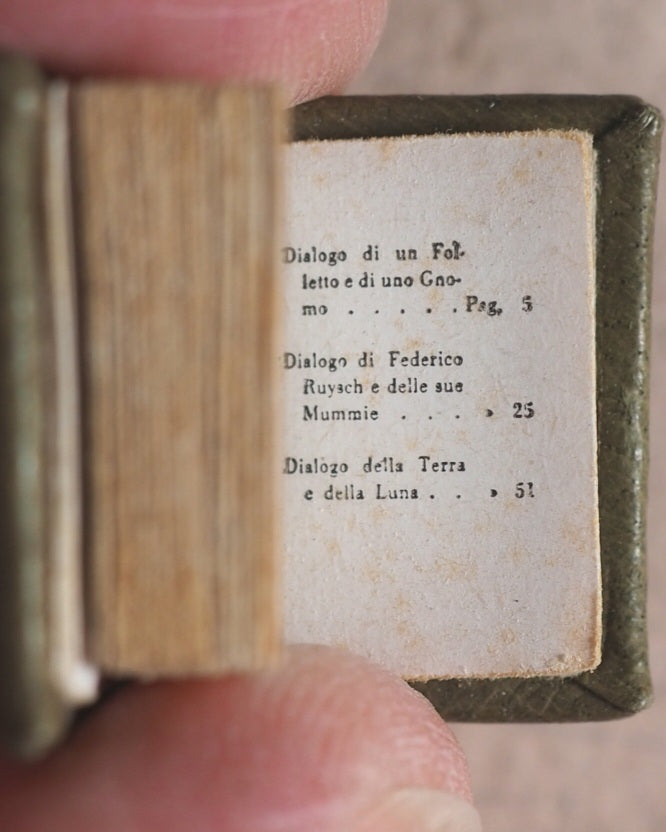 Dialogo di un Fol-
letto e di uno Gno-
mo . . . . . Pag. 5
Dialogo di Federico
Ruysch e delle sue
Mummie . . . » 25
Dialogo della Terra
e della Luna . . » 51